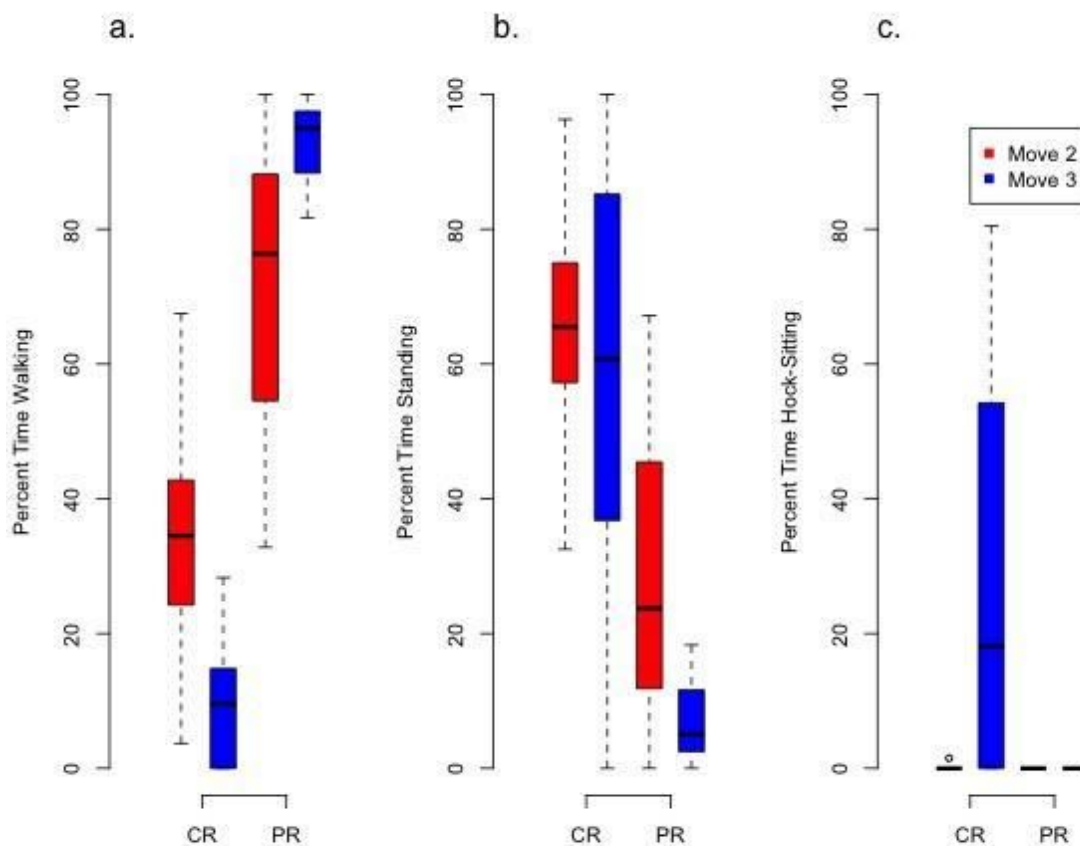 a.
b.
c.
Percent Time Walking
0
20
40
60
80
100
CR
PR
Percent Time Standing
0
20
40
60
80
100
CR
PR
Percent Time Hock-Sitting
0
20
40
60
80
100
Move 2
Move 3
CR
PR